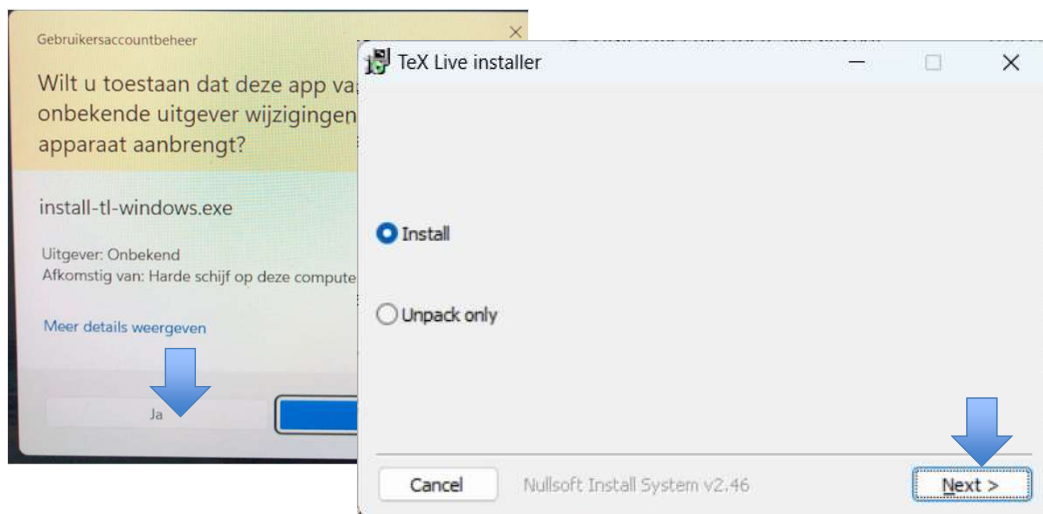 Gebruikersaccountbeheer
Wilt u toestaan dat deze app va
onbekende uitgever wijzigingen
apparaat aanbrengt?
install-tl-windows.exe
Uitgever: Onbekend
Afkomstig van: Harde schijf op deze compute
Meer details weergeven
Ja
TeX Live installer
Install
Unpack only
Cancel
Nullsoft Install System v2.46
Next >